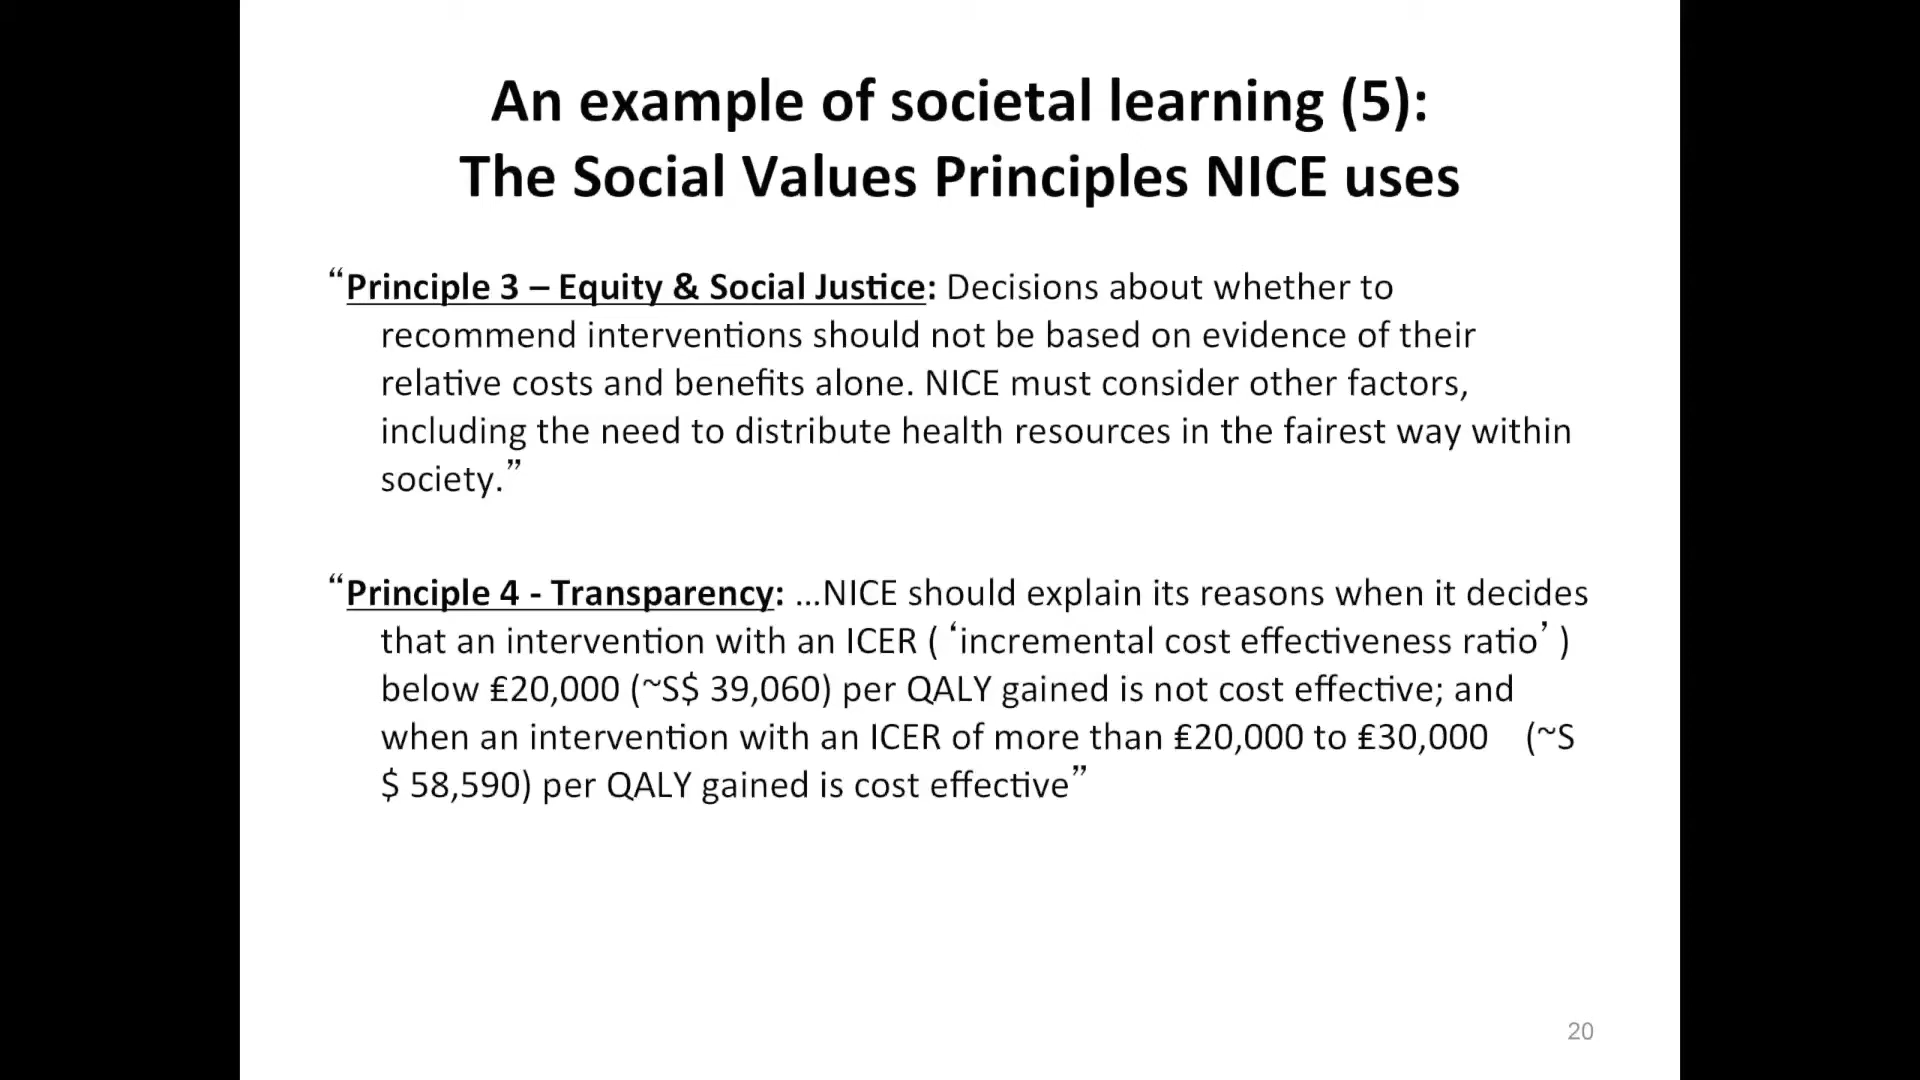 An example of societal learning (5):
The Social Values Principles NICE uses
“Principle 3 – Equity & Social Justice: Decisions about whether to
recommend interventions should not be based on evidence of their
relative costs and benefits alone. NICE must consider other factors,
including the need to distribute health resources in the fairest way within
society.”
“Principle 4 - Transparency: …NICE should explain its reasons when it decides
that an intervention with an ICER ( ‘incremental cost effectiveness ratio’ )
below ₤20,000 (~S$ 39,060) per QALY gained is not cost effective; and
when an intervention with an ICER of more than ₤20,000 to ₤30,000 (~S
$ 58,590) per QALY gained is cost effective”
20